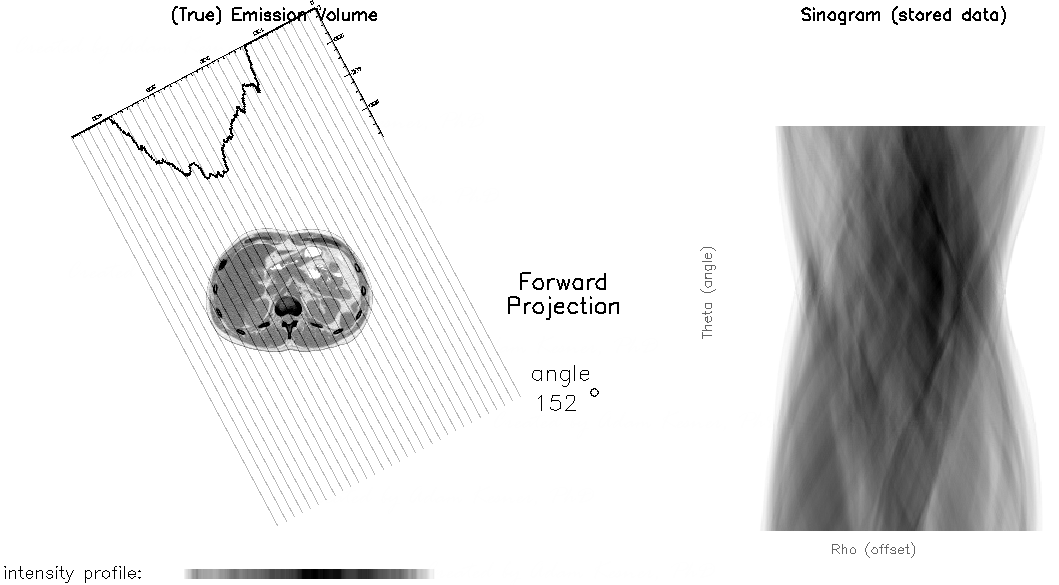 (True) Emission Volume
Sinogram (stored data)
Forward
Projection
angle
152 °
Theta (angle)
Rho (offset)
intensity profile: